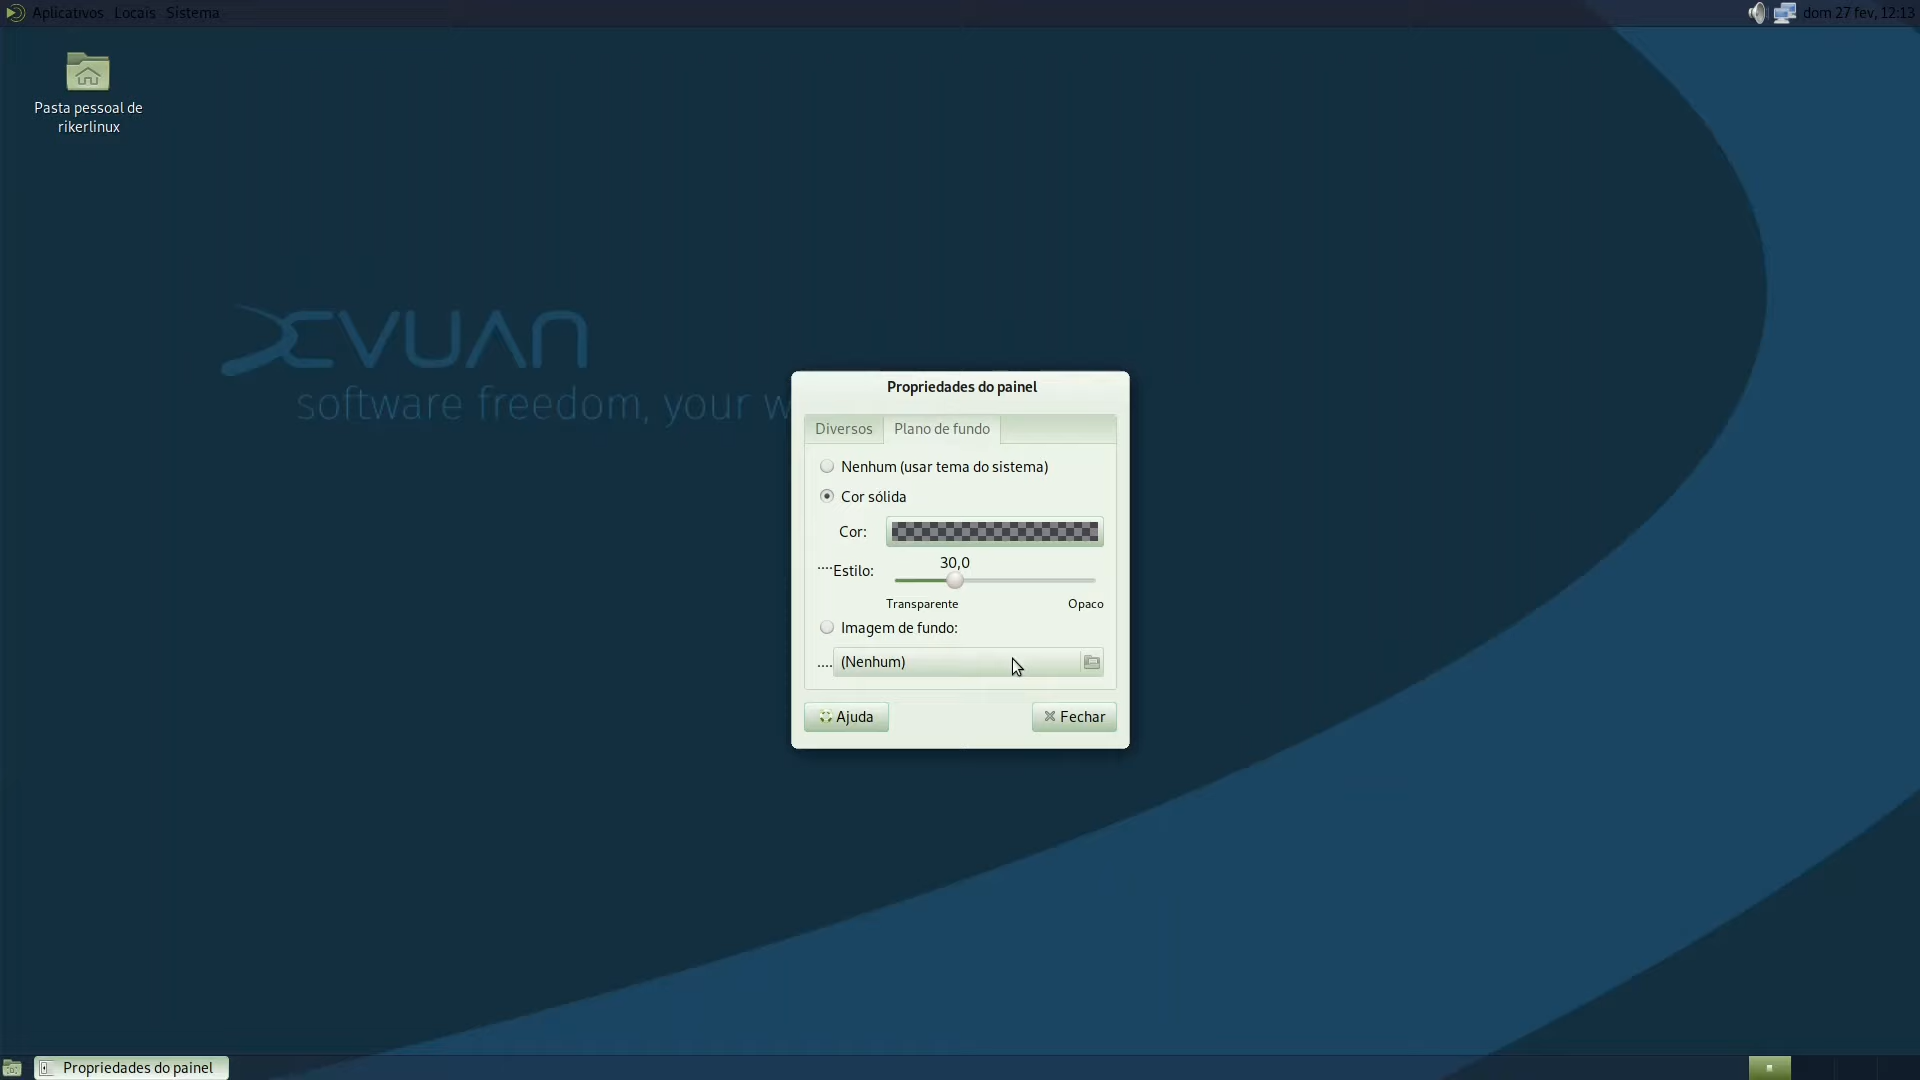 Aplicativos Locais Sistema
dom 27 fev, 12:13
Pasta pessoal de
rikerlinux
DEVUAN
software freedom, your w
Propriedades do painel
Diversos Plano de fundo
Nenhum (usar tema do sistema)
Cor sólida
Cor:
30,0
Estilo:
Transparente Opaco
Imagem de fundo:
(Nenhum)
Ajuda Fechar
Propriedades do painel